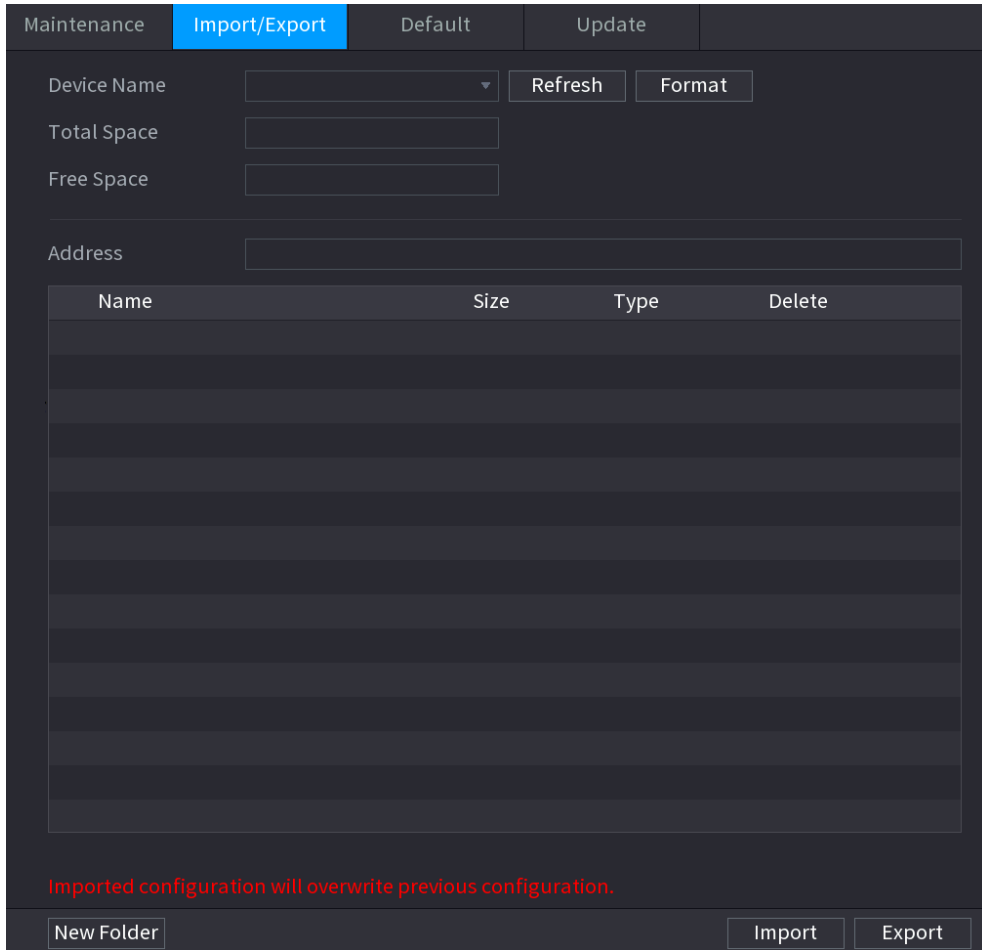 Maintenance Import/Export Default Update
Device Name Refresh Format
Total Space
Free Space
Address
Name Size Type Delete
Imported configuration will overwrite previous configuration.
New Folder Import Export